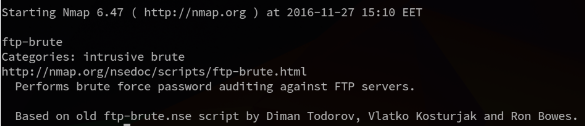 Starting Nmap 6.47 ( http://nmap.org ) at 2016-11-27 15:10 EET
ftp-brute
Categories: intrusive brute
http://nmap.org/nsedoc/scripts/ftp-brute.html
Performs brute force password auditing against FTP servers.
Based on old ftp-brute.nse script by Diman Todorov, Vlatko Kosturjak and Ron Bowes.